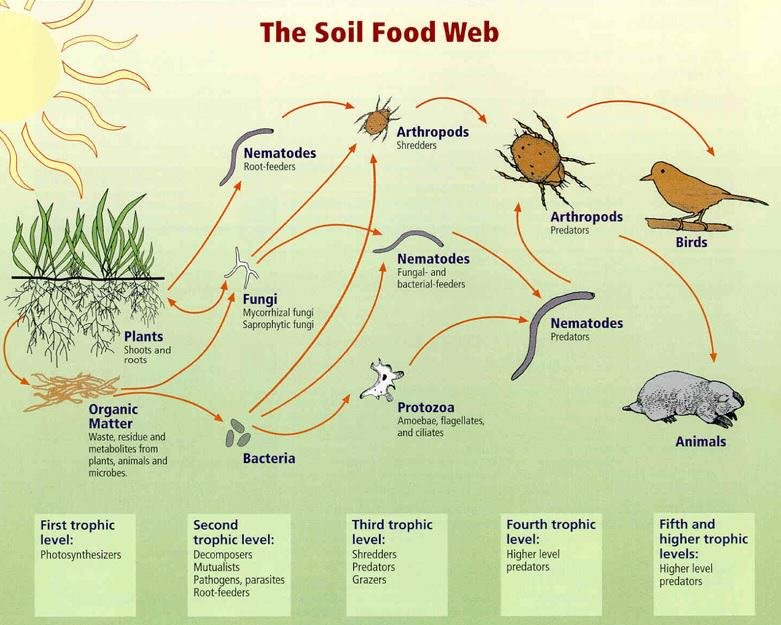 The Soil Food Web
Arthropods
Shredders
Nematodes
Root-feeders
Arthropods
Predators
Birds
Nematodes
Fungal- and
bacterial-feeders
Fungi
Mycorrhizal fungi
Saprophytic fungi
Nematodes
Predators
Plants
Shoots and
roots
Organic
Matter
Waste, residue and
metabolites from
plants, animals and
microbes.
Protozoa
Amoebae, flagellates,
and ciliates
Animals
Bacteria
First trophic
level:
Photosynthesizers
Second
trophic level:
Decomposers
Mutualists
Pathogens, parasites
Root-feeders
Third trophic
level:
Shredders
Predators
Grazers
Fourth trophic
level:
Higher level
predators
Fifth and
higher trophic
levels:
Higher level
predators